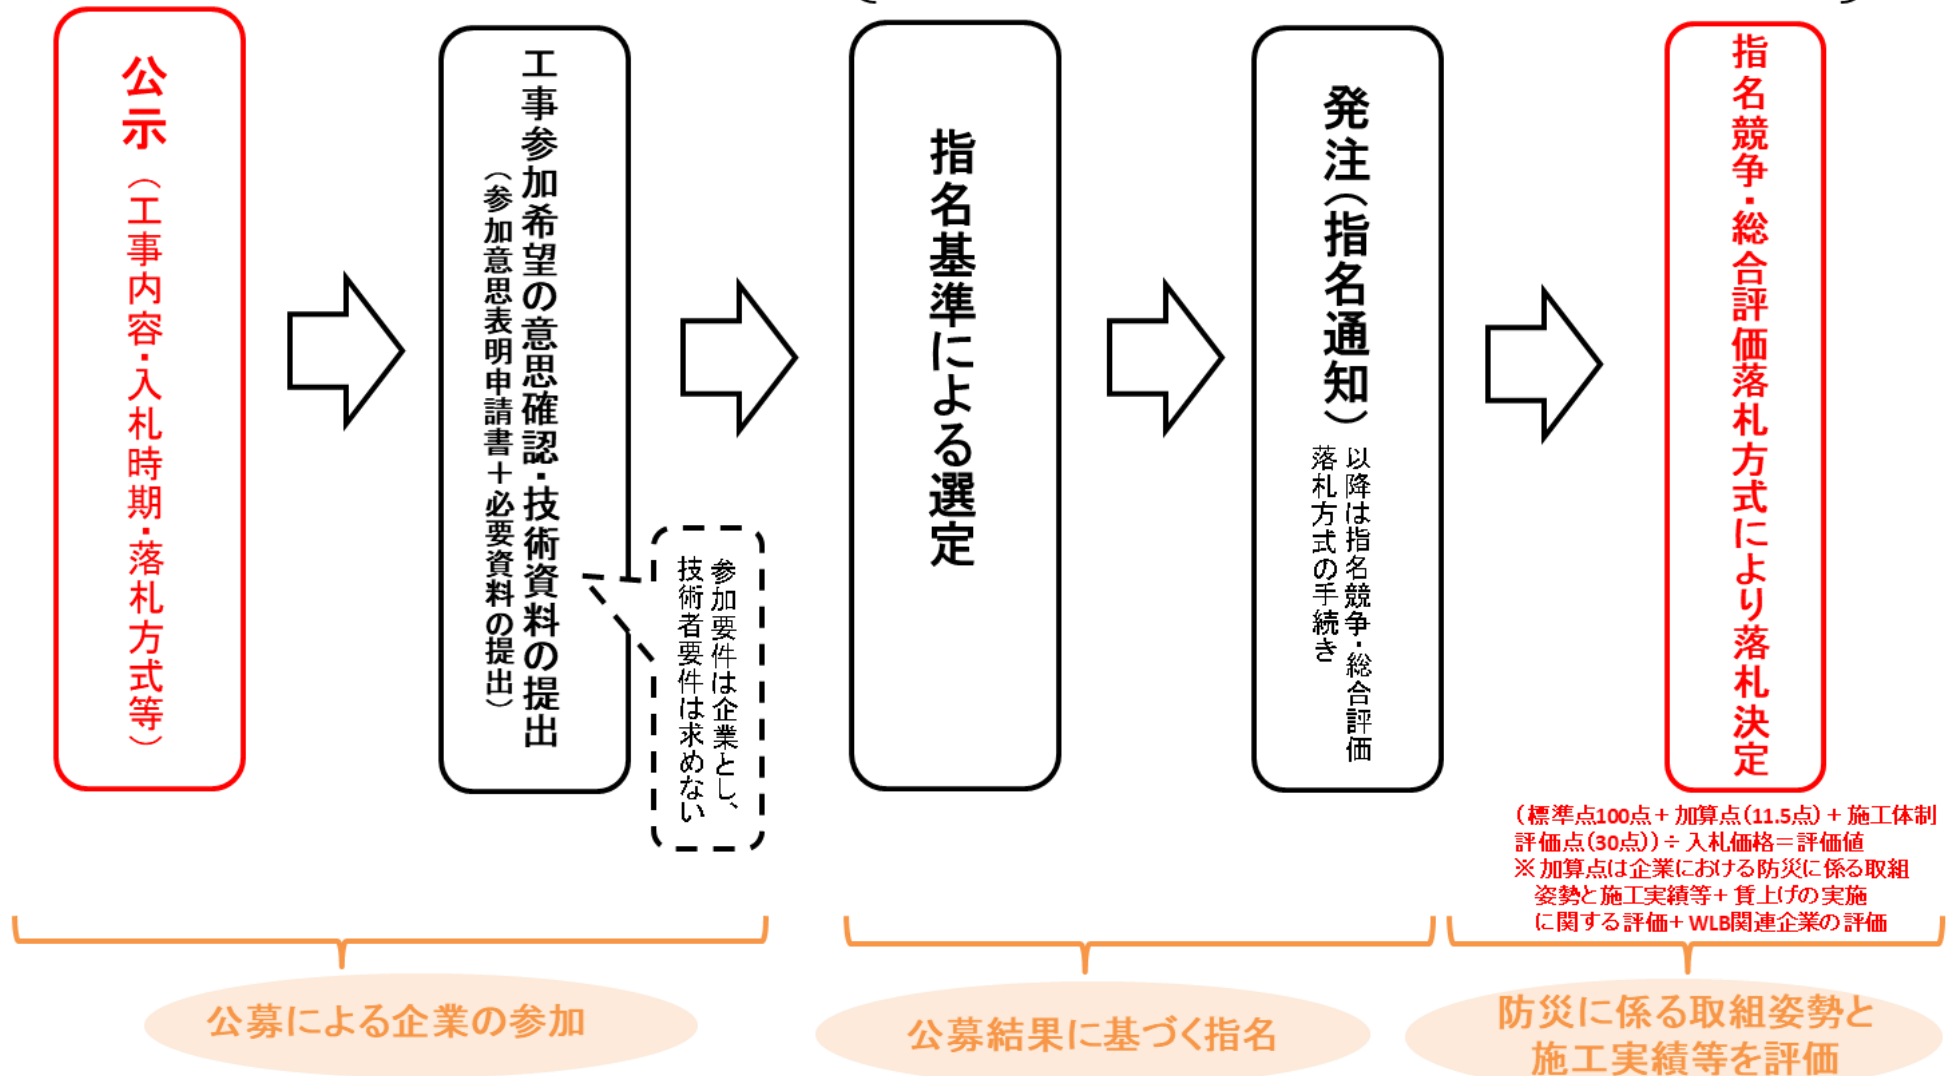 公示（工事内容・入札時期・落札方式等）
工事参加希望の意思確認・技術資料の提出
（参加意思表明申請書＋必要資料の提出）
参加要件は企業とし、
技術者要件は求めない
指名基準による選定
発注（指名通知）
以降は指名競争・総合評価
落札方式の手続き
指名競争・総合評価落札方式により落札決定
（標準点100点＋加算点（11.5点）＋施工体制
評価点（30点））÷入札価格＝評価値
※加算点は企業における防災に係る取組
姿勢と施工実績等＋賃上げの実施
に関する評価＋WLB関連企業の評価
公募による企業の参加
公募結果に基づく指名
防災に係る取組姿勢と
施工実績等を評価